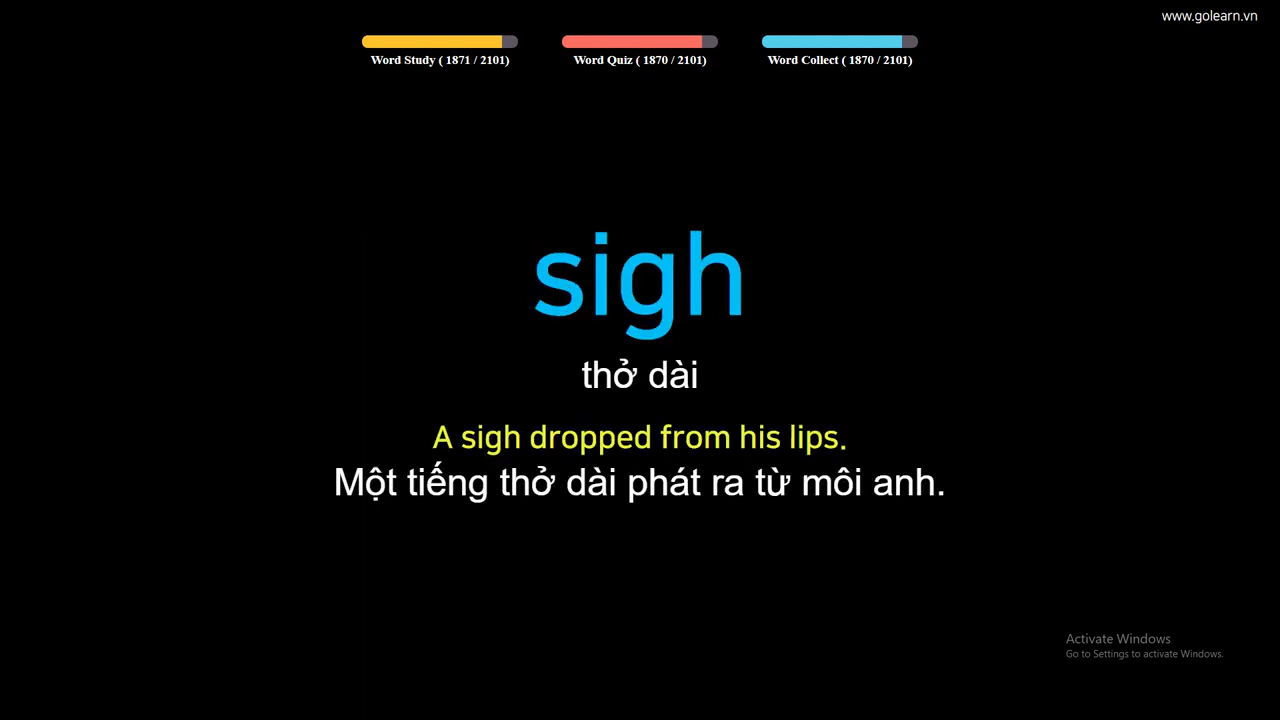 www.golearn.vn
Word Study ( 1871 / 2101)
Word Quiz ( 1870 / 2101)
Word Collect ( 1870 / 2101)
sigh
thở dài
A sigh dropped from his lips.
Một tiếng thở dài phát ra từ môi anh.
Activate Windows
Go to Settings to activate Windows.